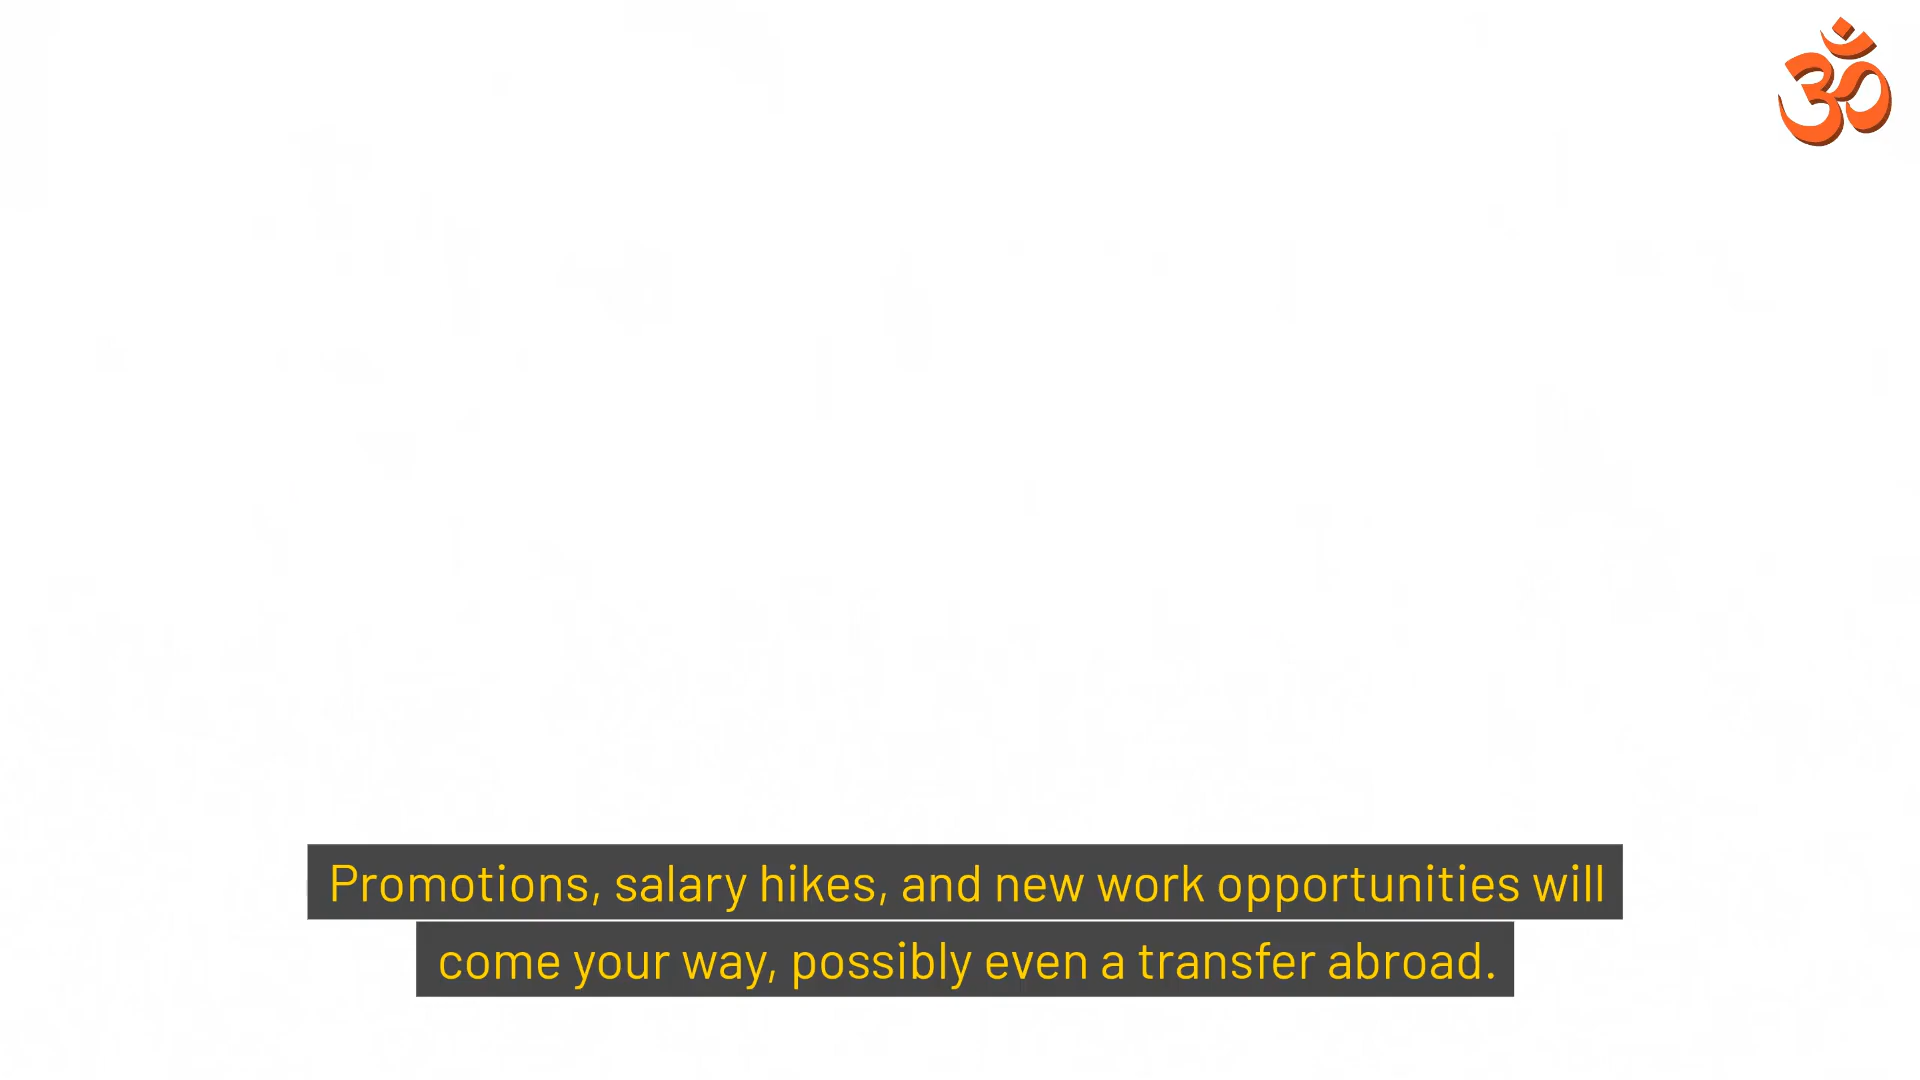 ॐ
Promotions, salary hikes, and new work opportunities will
come your way, possibly even a transfer abroad.